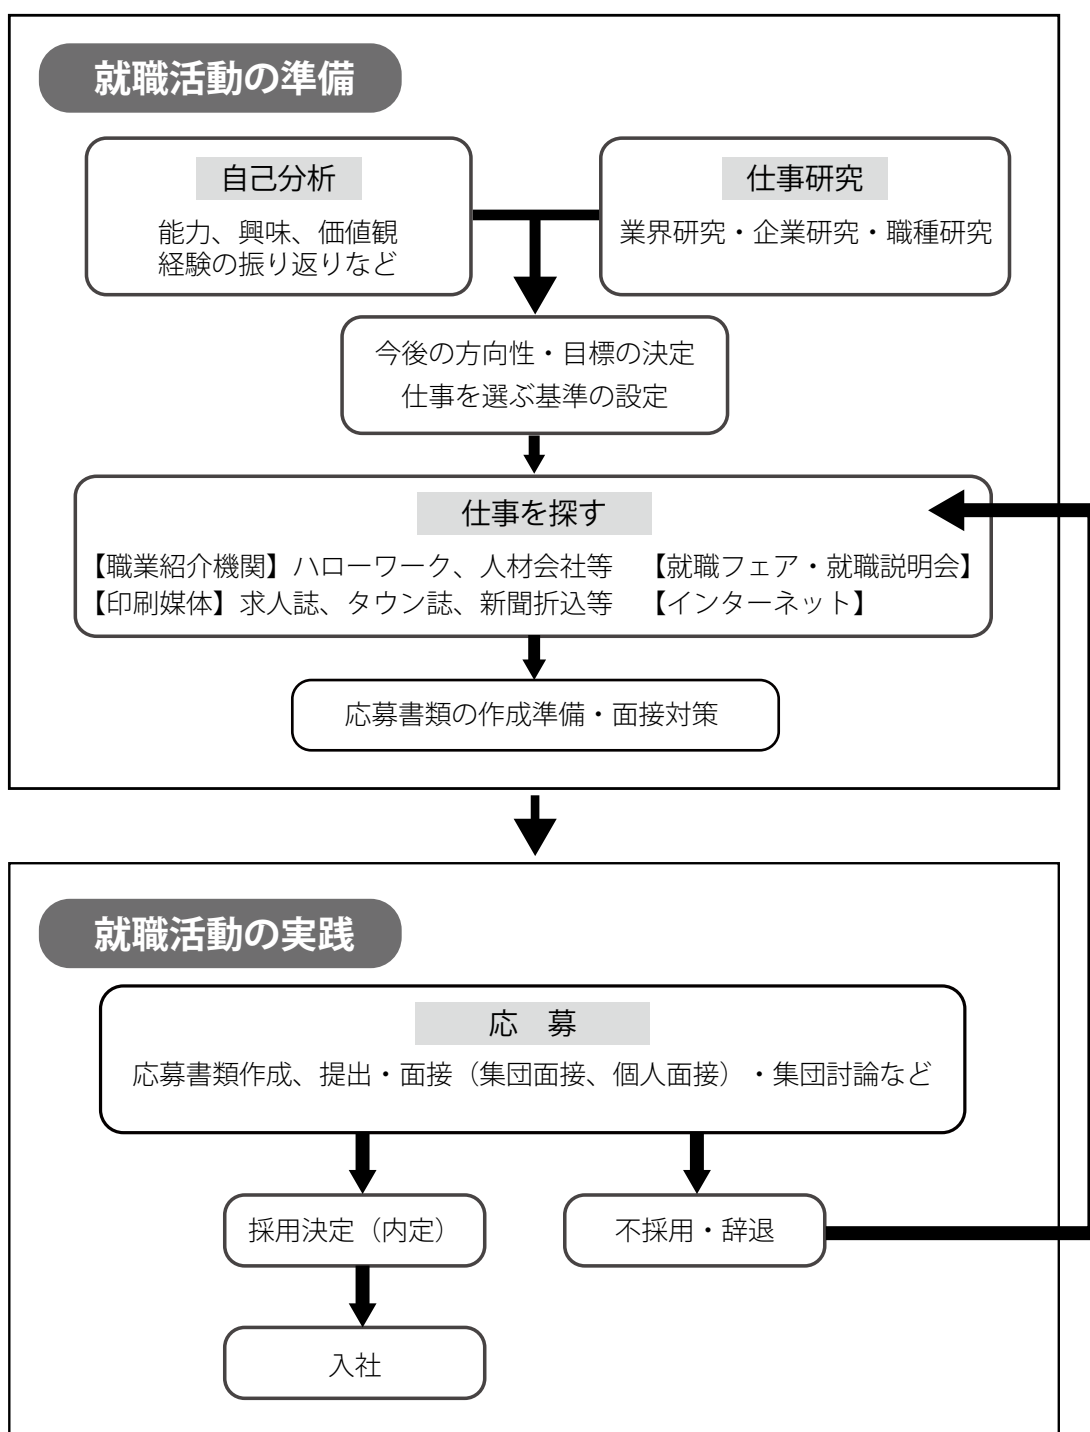 就職活動の準備
自己分析
能力、興味、価値観
経験の振り返りなど
仕事研究
業界研究・企業研究・職種研究
今後の方向性・目標の決定
仕事を選ぶ基準の設定
仕事を探す
【職業紹介機関】ハローワーク、人材会社等　【就職フェア・就職説明会】
【印刷媒体】求人誌、タウン誌、新聞折込等　【インターネット】
応募書類の作成準備・面接対策
就職活動の実践
応　募
応募書類作成、提出・面接（集団面接、個人面接）・集団討論など
採用決定（内定）
不採用・辞退
入社